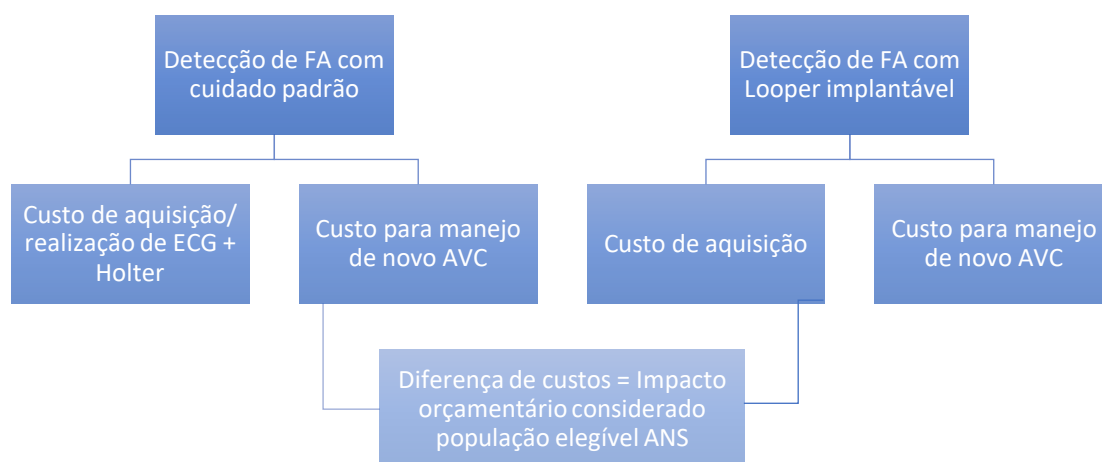 Detecção de FA com
cuidado padrão
Detecção de FA com
Looper implantável
Custo de aquisição/
realização de ECG +
Holter
Custo para manejo
de novo AVC
Custo de aquisição
Custo para manejo
de novo AVC
Diferença de custos = Impacto
orçamentário considerado
população elegível ANS